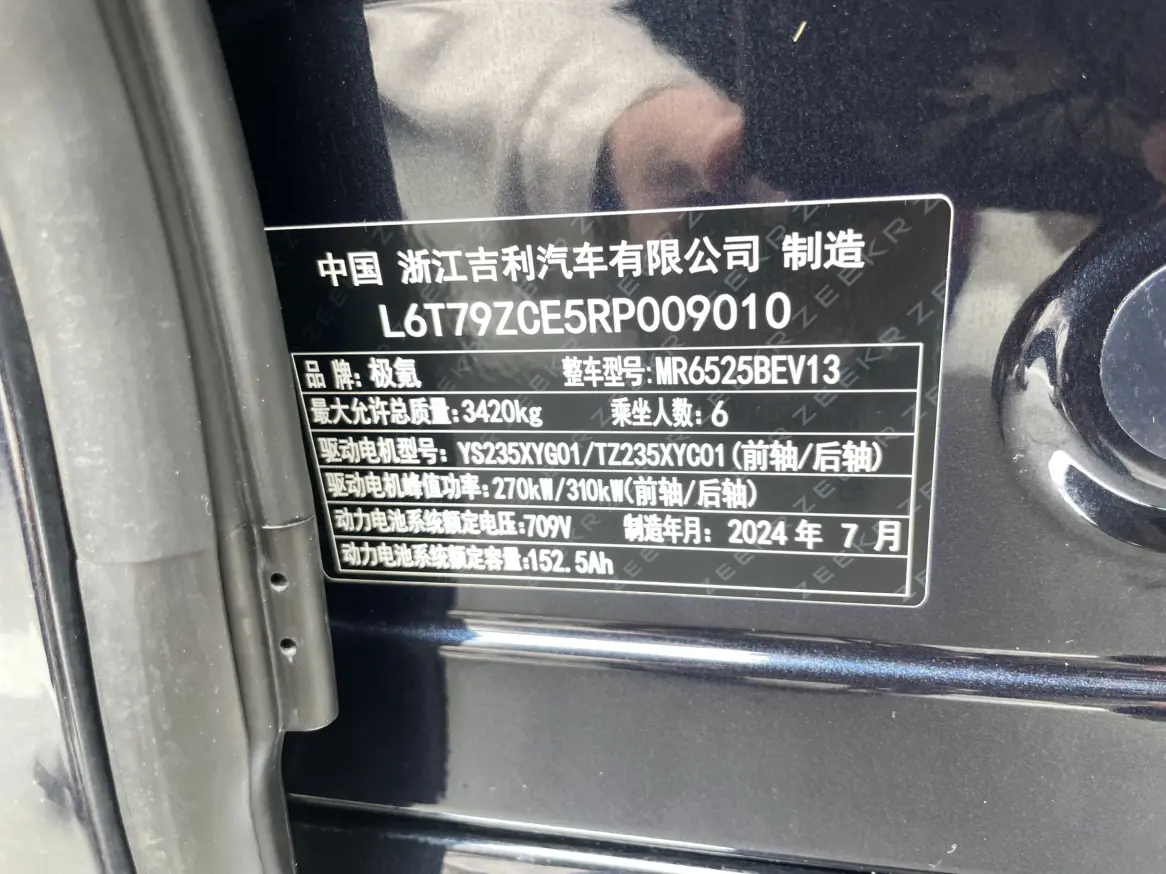 中国 浙江吉利汽车有限公司 制造
L6T79ZCE5RP009010
品牌:极氪 整车型号:MR6525BEV13
最大允许总质量:3420kg 乘坐人数:6
驱动电机型号: YS235XYG01/TZ235XYC01(前轴/后轴)
驱动电机峰值功率:270kW/310kW(前轴/后轴)
动力电池系统额定电压:709V 制造年月: 2024 年 7 月
动力电池系统额定容量:152.5Ah
ZEEKR